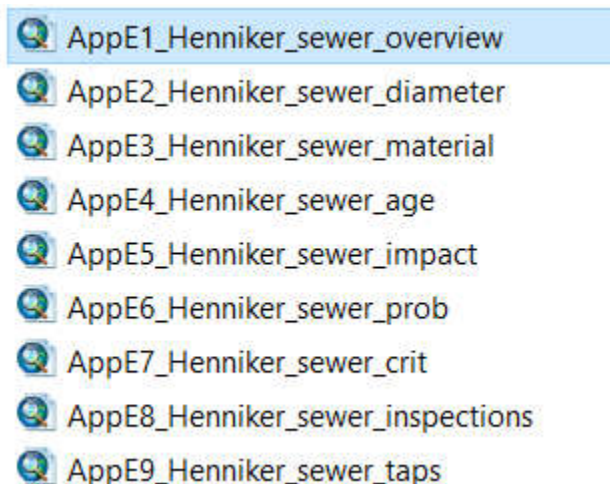 AppE1_Henniker_sewer_overview
AppE2_Henniker_sewer_diameter
AppE3_Henniker_sewer_material
AppE4_Henniker_sewer_age
AppE5_Henniker_sewer_impact
AppE6_Henniker_sewer_prob
AppE7_Henniker_sewer_crit
AppE8_Henniker_sewer_inspections
AppE9_Henniker_sewer_taps